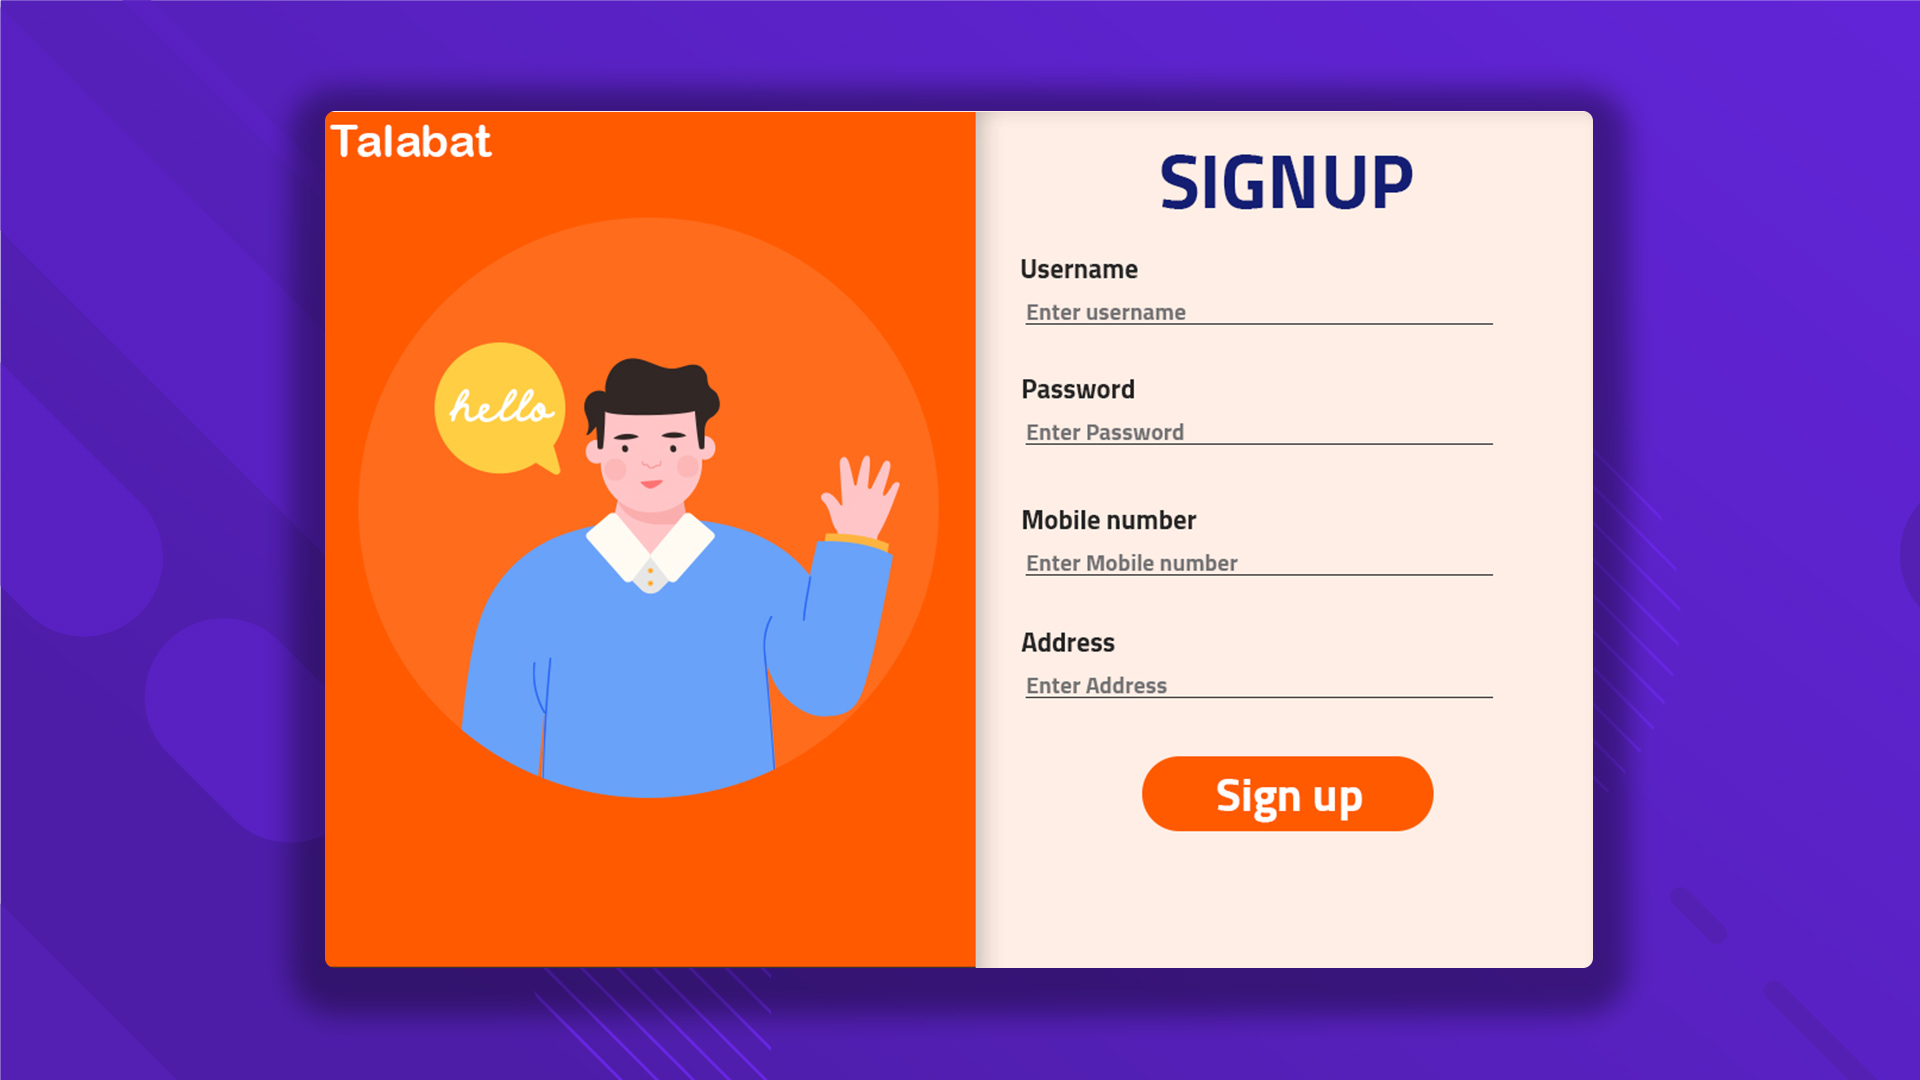 Talabat
hello
SIGNUP
Username
Enter username
Password
Enter Password
Mobile number
Enter Mobile number
Address
Enter Address
Sign up